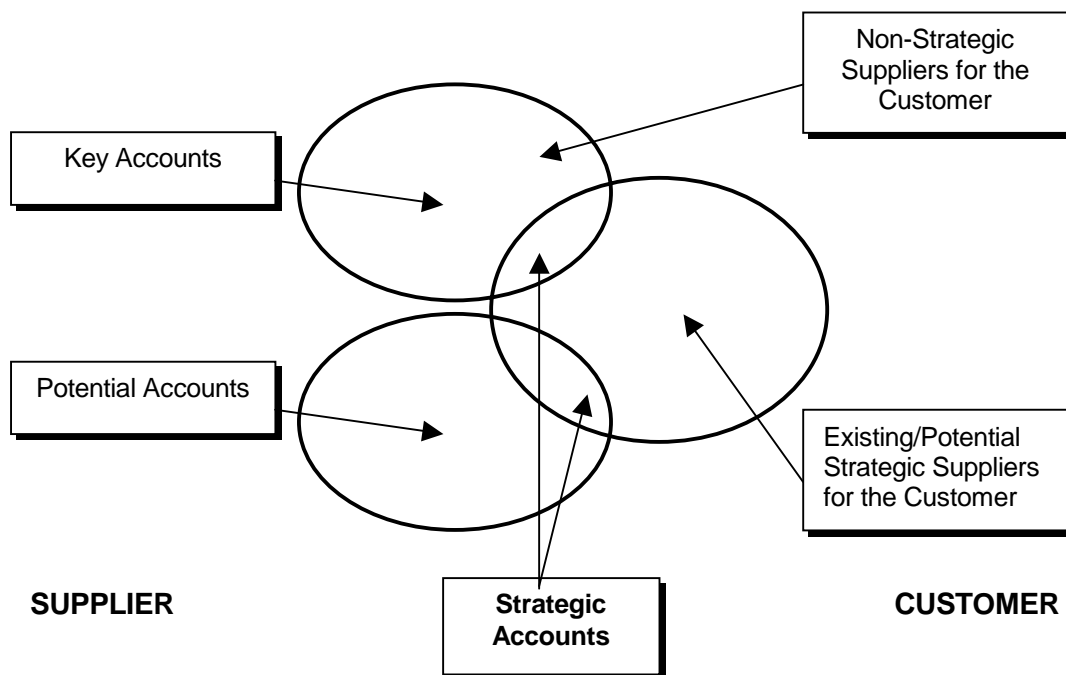 Non-Strategic
Suppliers for the
Customer
Key Accounts
Potential Accounts
Existing/Potential
Strategic Suppliers
for the Customer
SUPPLIER
Strategic
Accounts
CUSTOMER